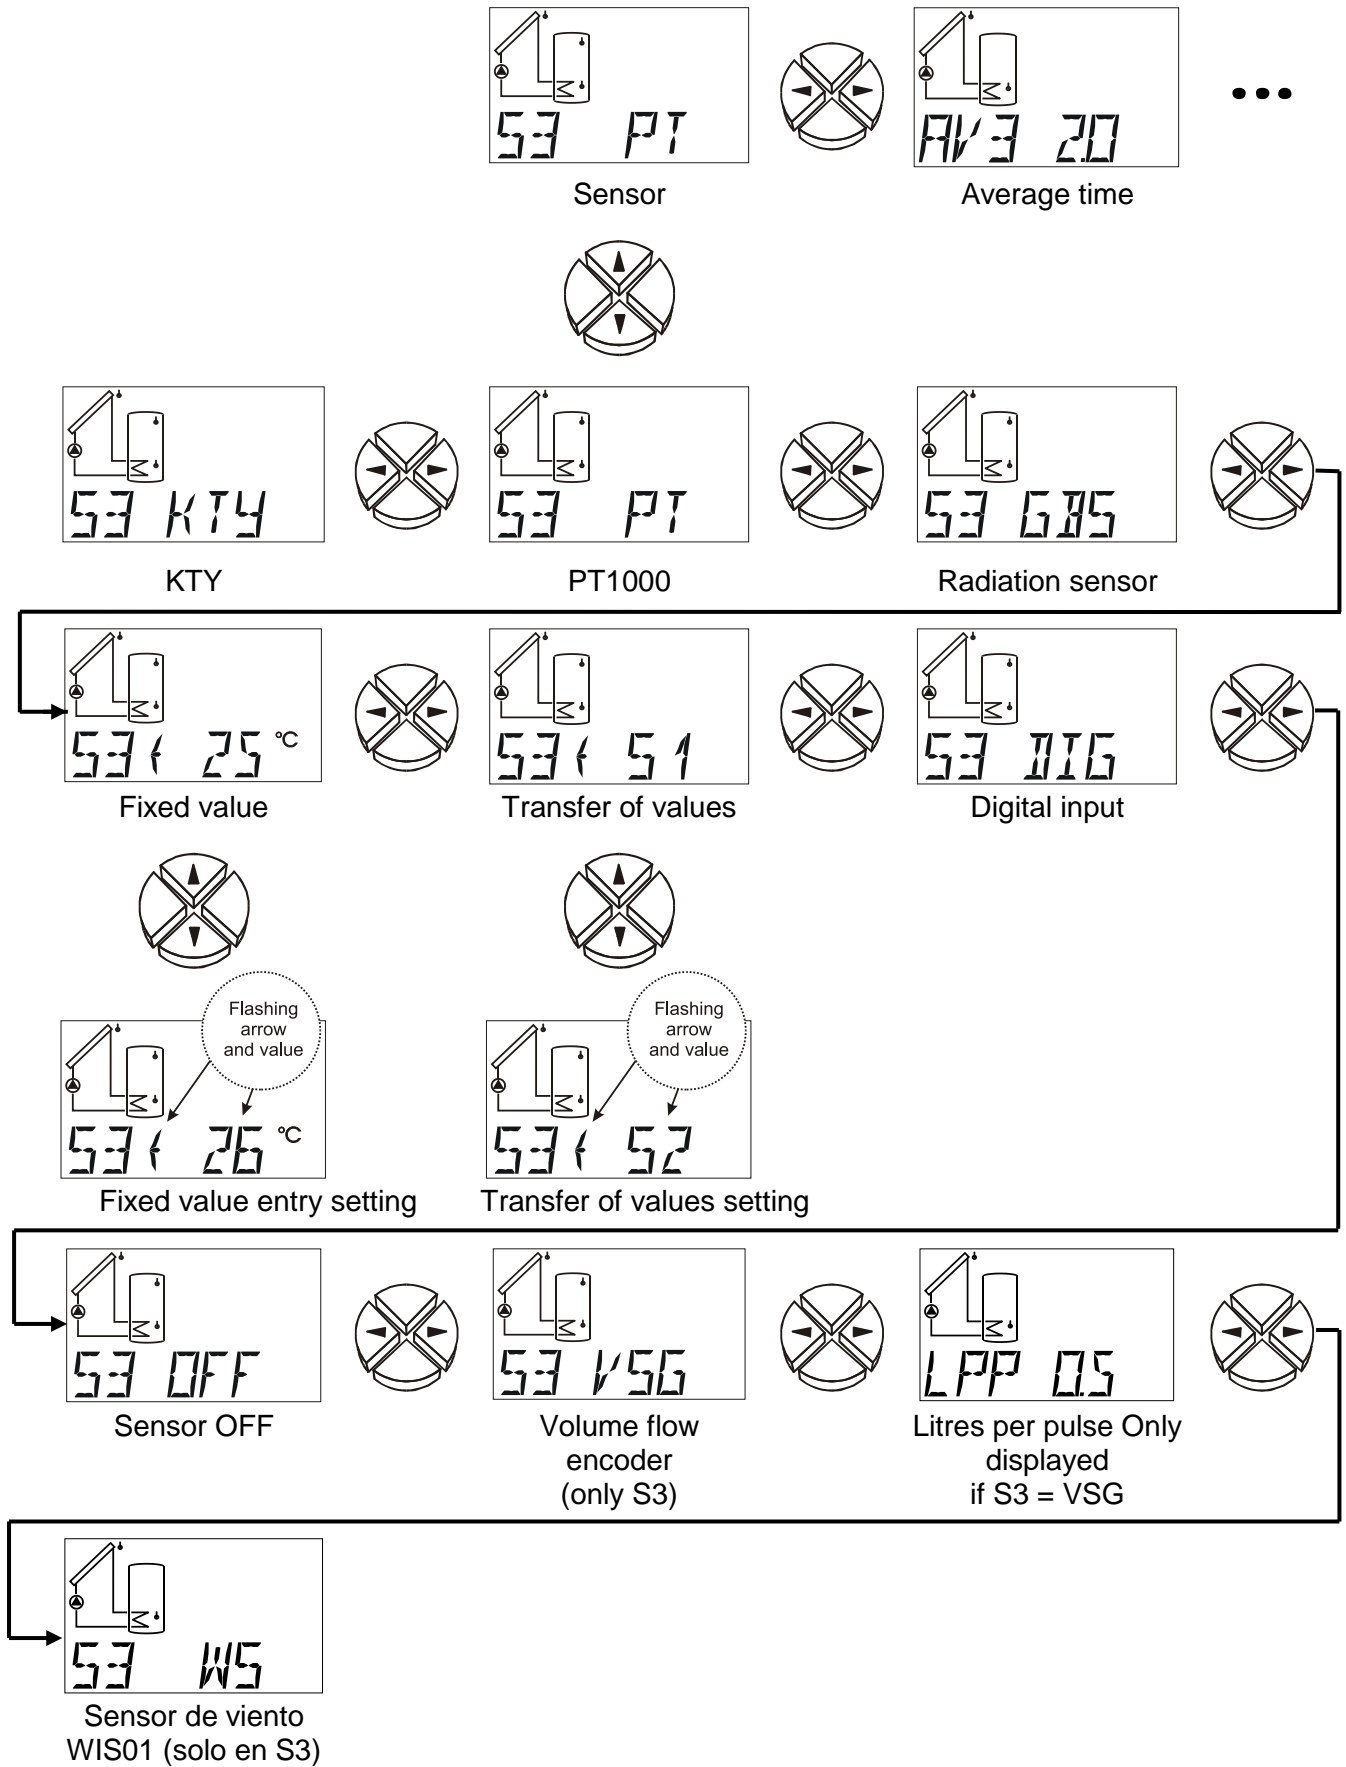 S3 PT
AV3 2.0
Sensor
Average time
S3 KTY
S3 PT
S3 GBS
KTY
PT1000
Radiation sensor
S3 25 °C
S3 S1
S3 DIG
Fixed value
Transfer of values
Digital input
Flashing
arrow
and value
Flashing
arrow
and value
S3 26 °C
S3 S2
Fixed value entry setting
Transfer of values setting
S3 OFF
S3 VSG
LPP 0.5
Sensor OFF
Volume flow
encoder
(only S3)
Litres per pulse Only
displayed
if S3 = VSG
S3 WS
Sensor de viento
WIS01 (solo en S3)